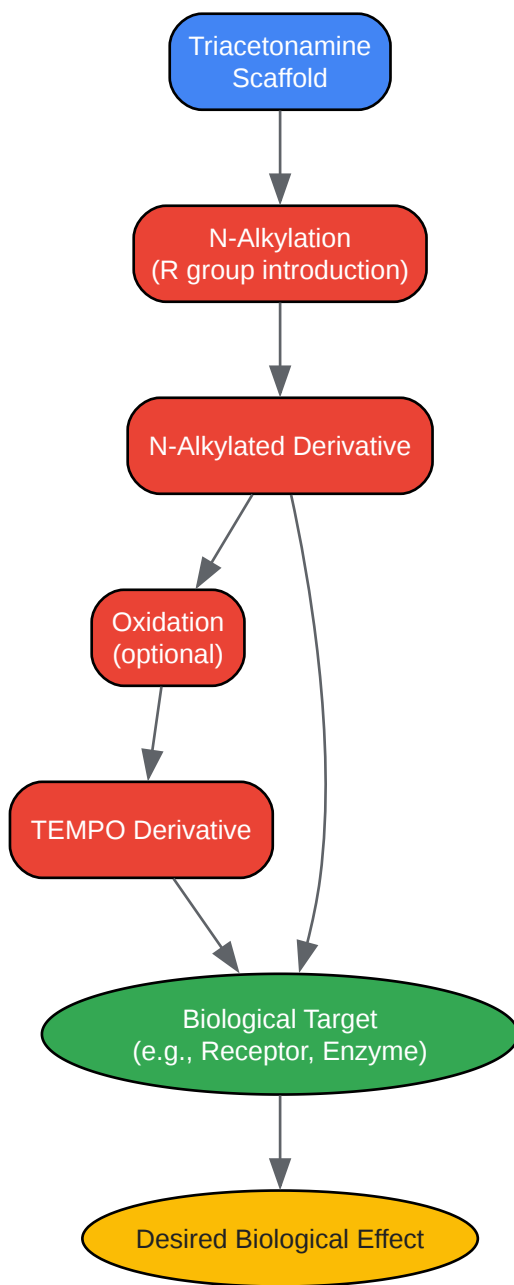 Triacetonamine
Scaffold
N-Alkylation
(R group introduction)
N-Alkylated Derivative
Oxidation
(optional)
TEMPO Derivative
Biological Target
(e.g., Receptor, Enzyme)
Desired Biological Effect